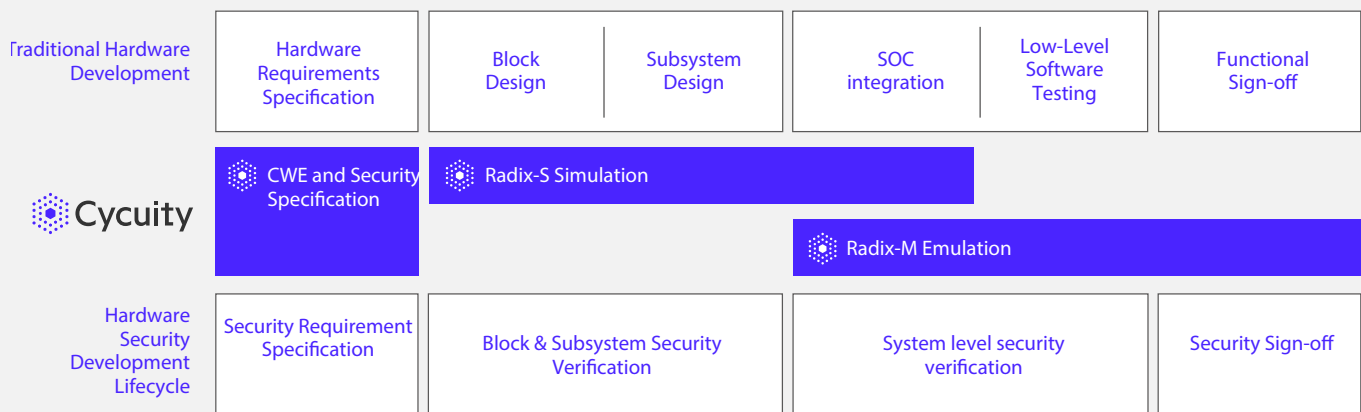 Traditional Hardware
Development
Hardware
Requirements
Specification
Block
Design
Subsystem
Design
SOC
integration
Low-Level
Software
Testing
Functional
Sign-off
Cycuity
CWE and Security
Specification
Radix-S Simulation
Radix-M Emulation
Hardware
Security
Development
Lifecycle
Security Requirement
Specification
Block & Subsystem Security
Verification
System level security
verification
Security Sign-off